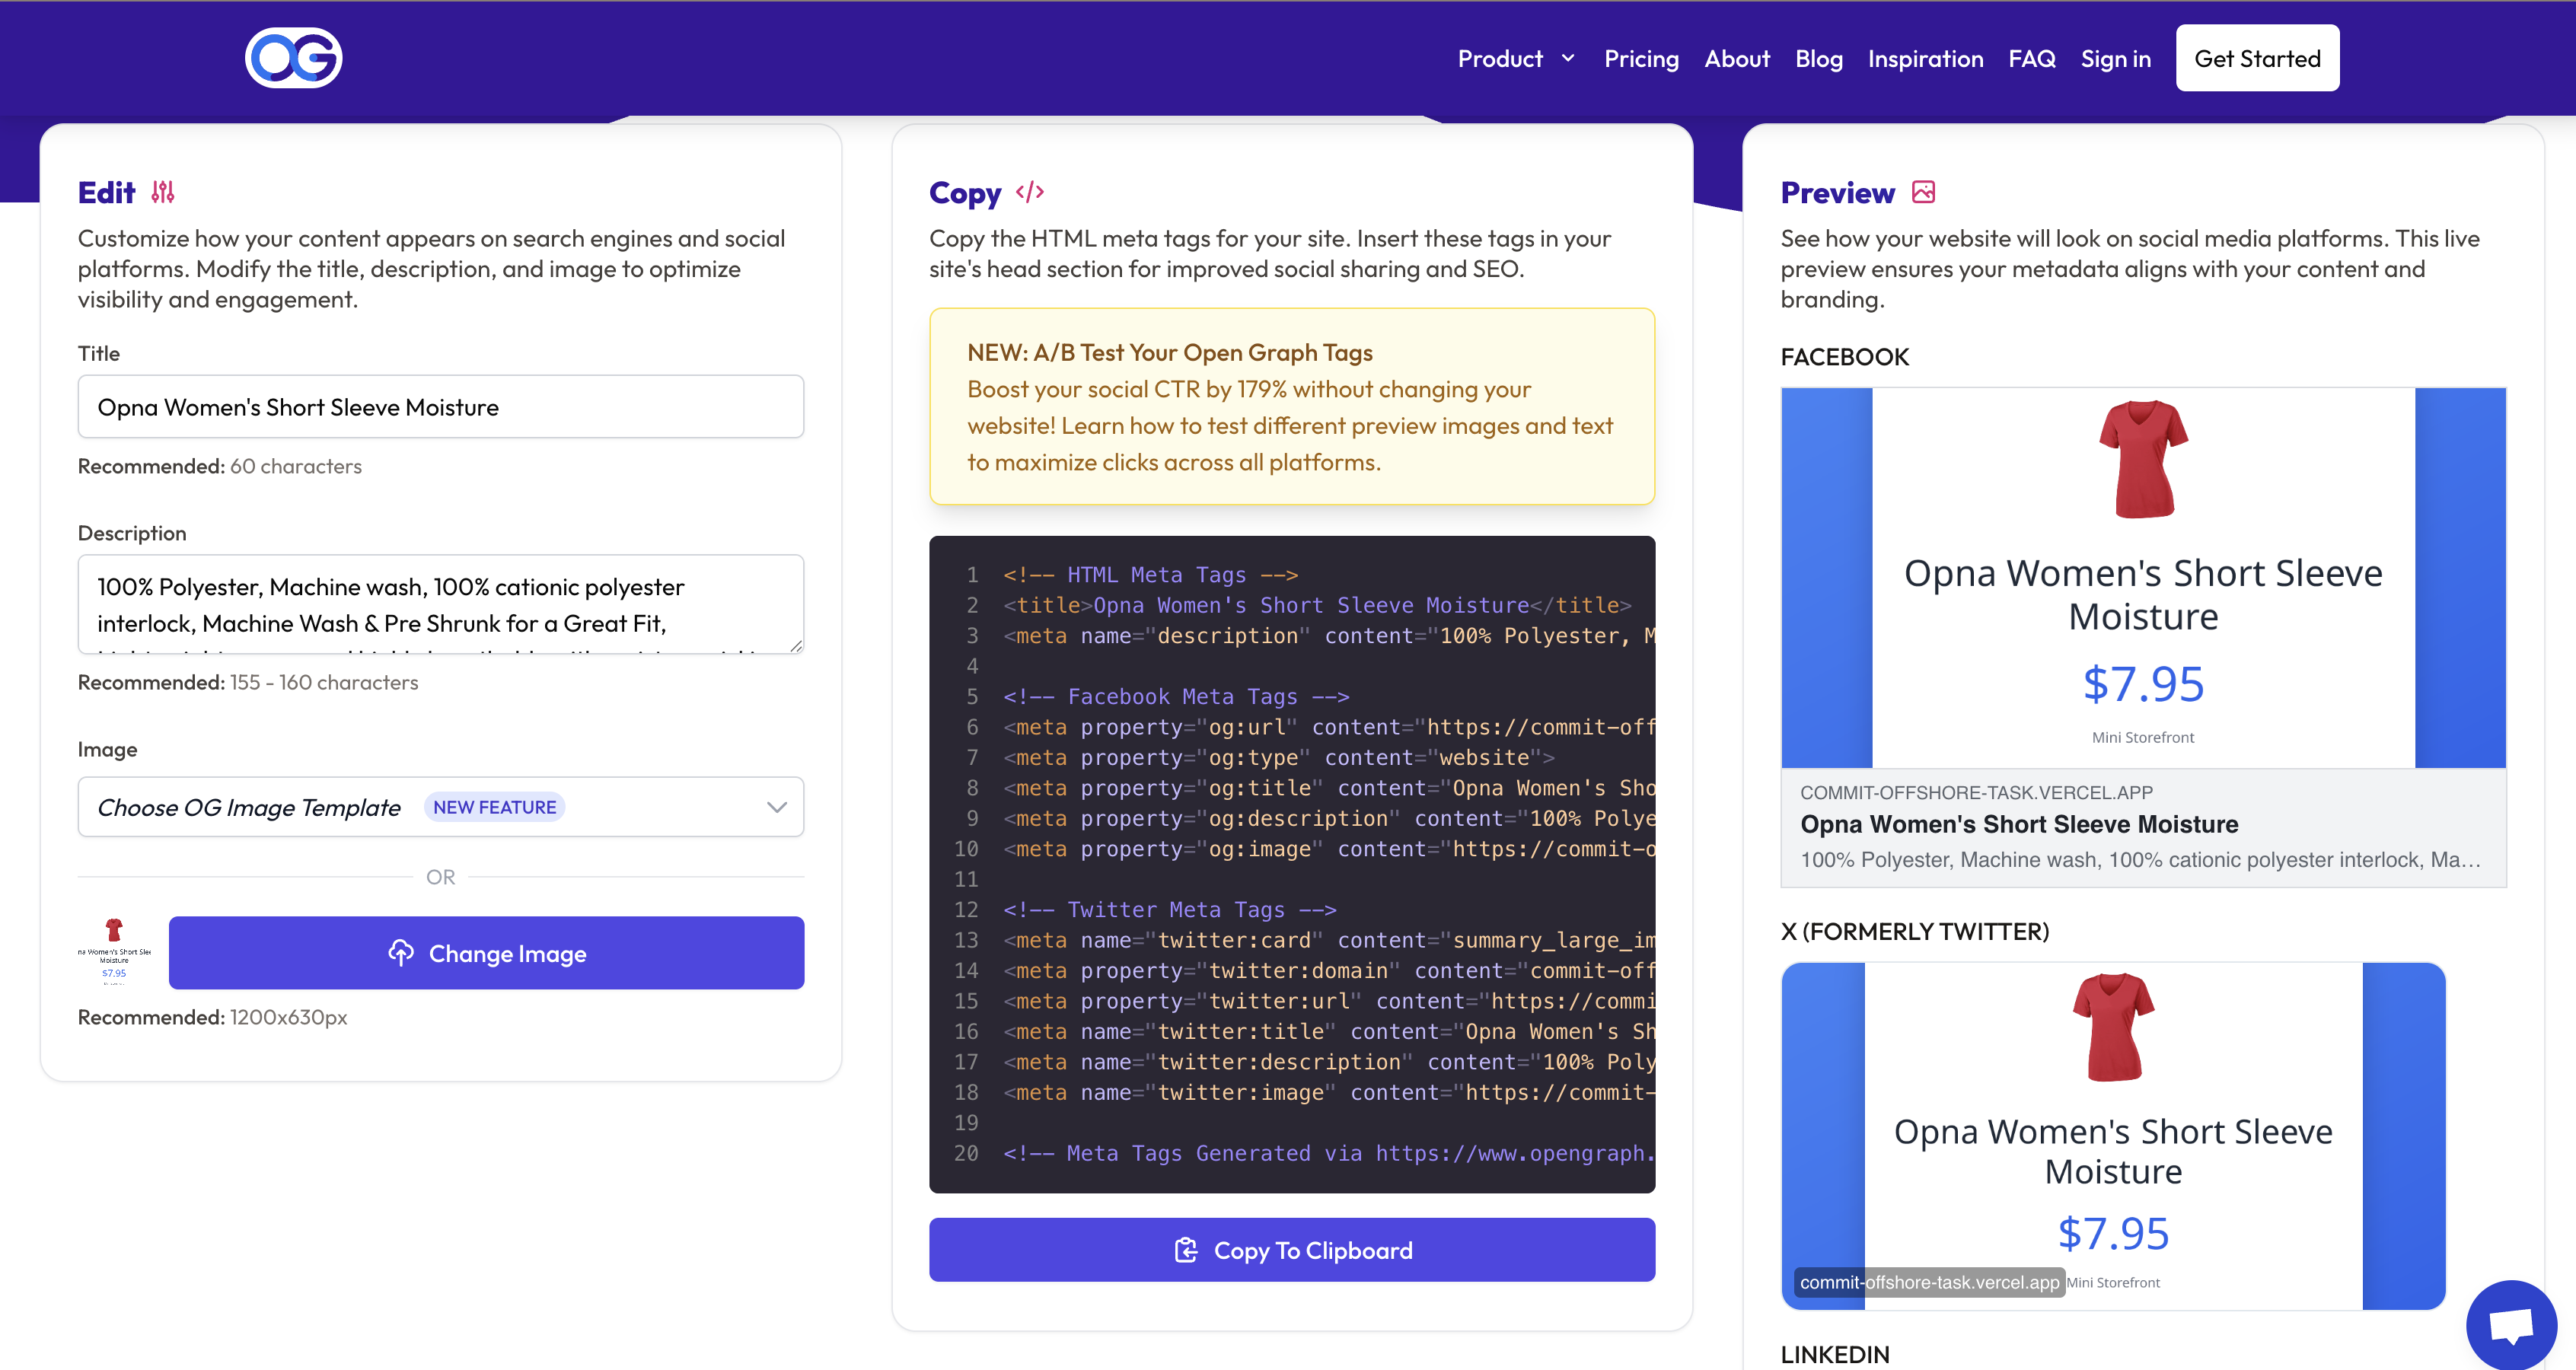 OG
Product
Pricing
About
Blog
Inspiration
FAQ
Sign in
Get Started
Edit
Customize how your content appears on search engines and social
platforms. Modify the title, description, and image to optimize
visibility and engagement.
Title
Opna Women's Short Sleeve Moisture
Recommended: 60 characters
Description
100% Polyester, Machine wash, 100% cationic polyester
interlock, Machine Wash & Pre Shrunk for a Great Fit,
Recommended: 155 - 160 characters
Image
Choose OG Image Template NEW FEATURE
OR
na Women's Short Slee
Moisture
$7.95
Change Image
Recommended: 1200x630px
Copy </>
Copy the HTML meta tags for your site. Insert these tags in your
site's head section for improved social sharing and SEO.
NEW: A/B Test Your Open Graph Tags
Boost your social CTR by 179% without changing your
website! Learn how to test different preview images and text
to maximize clicks across all platforms.
1 <!-- HTML Meta Tags -->
2 <title>Opna Women's Short Sleeve Moisture</title>
3 <meta name="description" content="100% Polyester, M
4
5 <!-- Facebook Meta Tags -->
6 <meta property="og:url" content="https://commit-off
7 <meta property="og:type" content="website">
8 <meta property="og:title" content="Opna Women's Sho
9 <meta property="og:description" content="100% Polye
10 <meta property="og:image" content="https://commit-o
11
12 <!-- Twitter Meta Tags -->
13 <meta name="twitter:card" content="summary_large_im
14 <meta property="twitter:domain" content="commit-off
15 <meta property="twitter:url" content="https://commi
16 <meta name="twitter:title" content="Opna Women's Sh
17 <meta name="twitter:description" content="100% Poly
18 <meta name="twitter:image" content="https://commit-
19
20 <!-- Meta Tags Generated via https://www.opengraph.
Copy To Clipboard
Preview
See how your website will look on social media platforms. This live
preview ensures your metadata aligns with your content and
branding.
FACEBOOK
Opna Women's Short Sleeve
Moisture
$7.95
Mini Storefront
COMMIT-OFFSHORE-TASK.VERCEL.APP
Opna Women's Short Sleeve Moisture
100% Polyester, Machine wash, 100% cationic polyester interlock, Ma...
X (FORMERLY TWITTER)
Opna Women's Short Sleeve
Moisture
$7.95
commit-offshore-task.vercel.app Mini Storefront
LINKEDIN